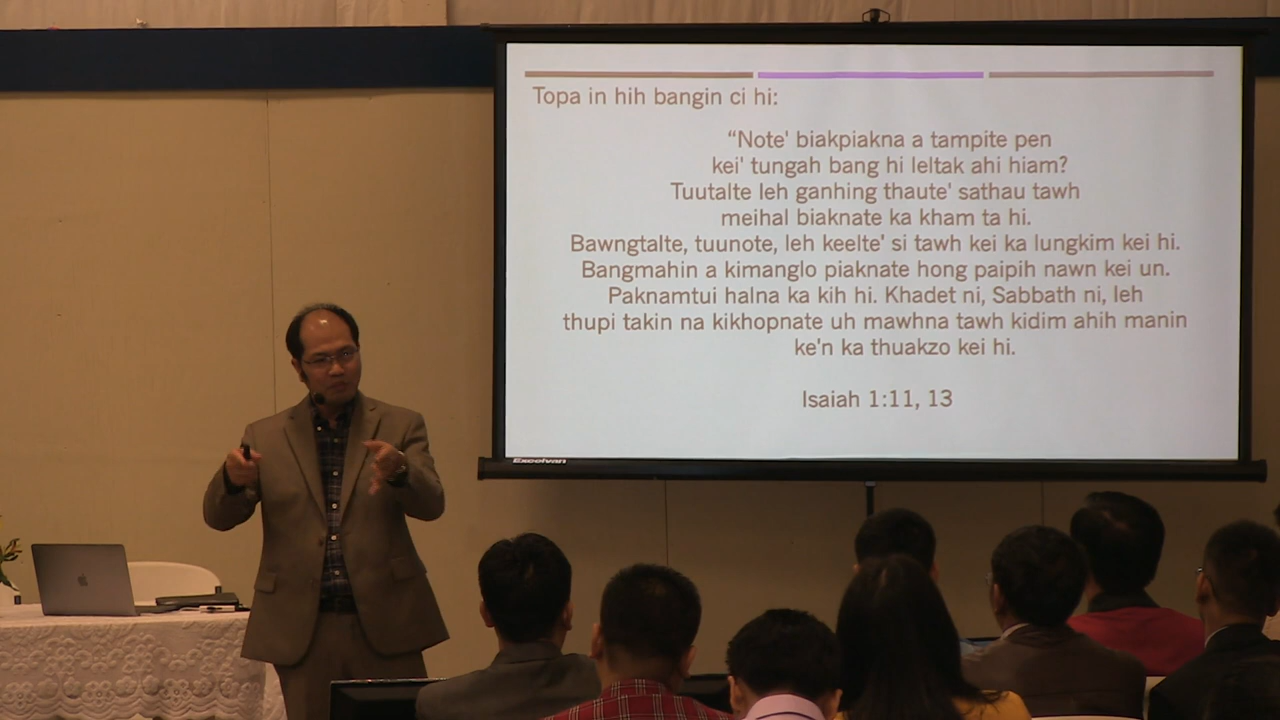 Topa in hih bangin ci hi:
“Note' biakpiakna a tampite pen
kei' tungah bang hi leltak ahi hiam?
Tuutalte leh ganhing thaute' sathau tawh
meihal biaknate ka kham ta hi.
Bawngtalte, tuunote, leh keelte' si tawh kei ka lungkim kei hi.
Bangmahin a kimanglo piaknate hong paipih nawn kei un.
Paknamtui halna ka kih hi. Khadet ni, Sabbath ni, leh
thupi takin na kikhopnate uh mawhna tawh kidim ahih manin
ke'n ka thuakzo kei hi.
Isaiah 1:11, 13
Excelvan